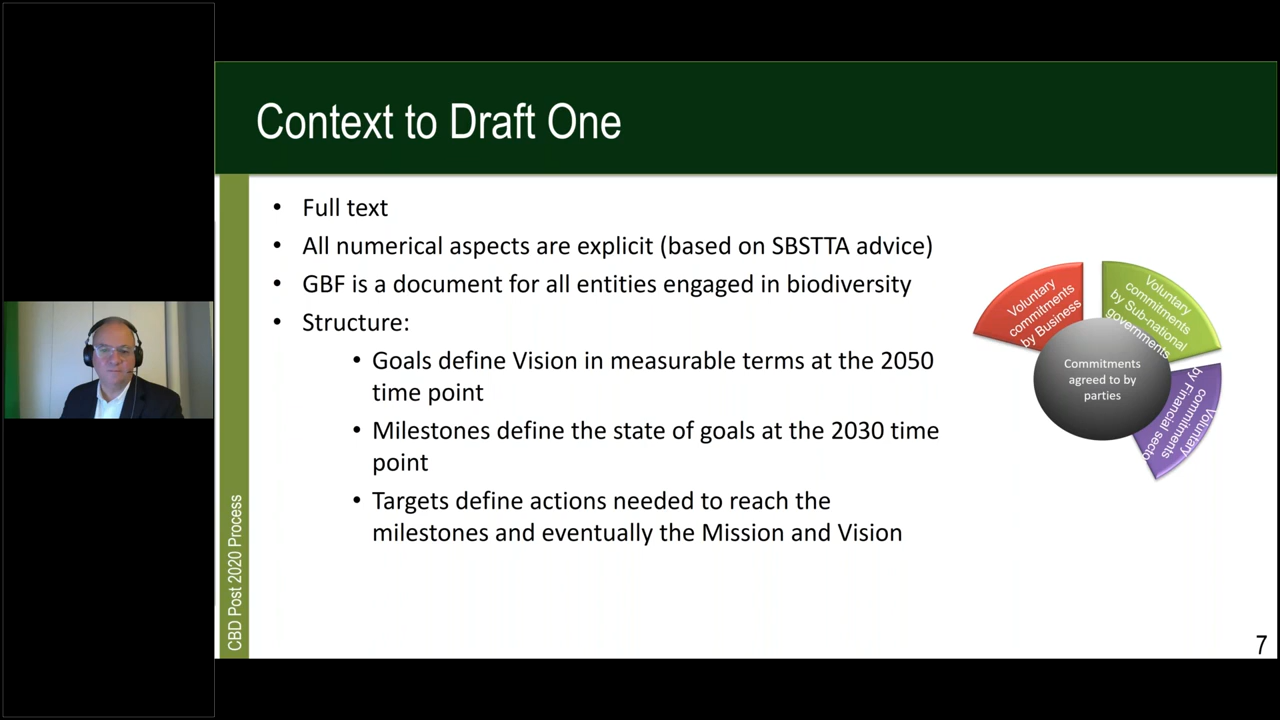 Context to Draft One
• Full text
• All numerical aspects are explicit (based on SBSTTA advice)
• GBF is a document for all entities engaged in biodiversity
• Structure:
• Goals define Vision in measurable terms at the 2050
time point
• Milestones define the state of goals at the 2030 time
point
• Targets define actions needed to reach the
milestones and eventually the Mission and Vision
Voluntary
commitments
by Business
Voluntary
commitments
by Sub-national
governments
Commitments
agreed to by
parties
Voluntary
commitments
by Financial secto
CBD Post 2020 Process
7